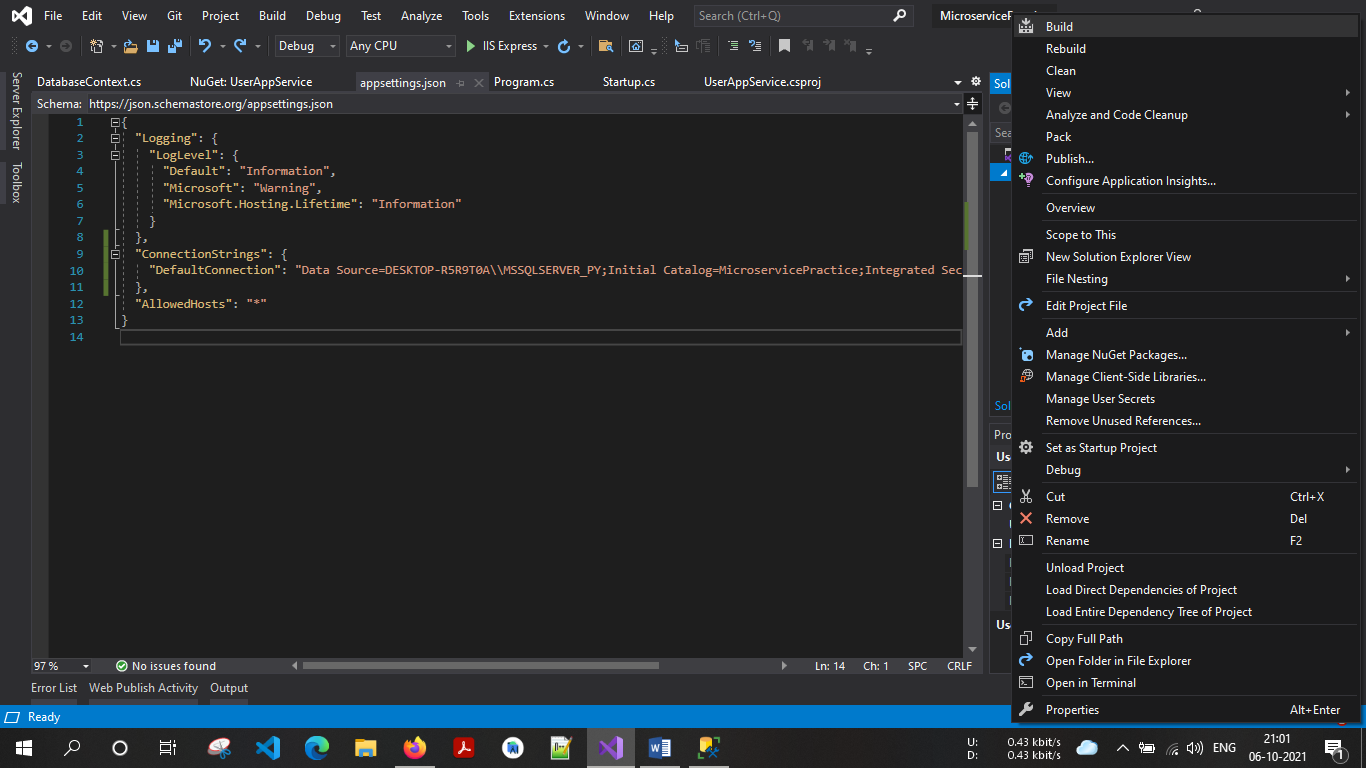 File Edit View Git Project Build Debug Test Analyze Tools Extensions Window Help Search (Ctrl+Q)
Debug Any CPU IIS Express
DatabaseContext.cs NuGet: UserAppService appsettings.json Program.cs Startup.cs UserAppService.csproj
Schema: https://json.schemastore.org/appsettings.json
Server Explorer
Toolbox
1 {
2 "Logging": {
3 "LogLevel": {
4 "Default": "Information",
5 "Microsoft": "Warning",
6 "Microsoft.Hosting.Lifetime": "Information"
7 }
8 },
9 "ConnectionStrings": {
10 "DefaultConnection": "Data Source=DESKTOP-R5R9T0A\\MSSQLSERVER_PY;Initial Catalog=MicroservicePractice;Integrated Sec
11 },
12 "AllowedHosts": "*"
13 }
14
97 % No issues found Ln: 14 Ch: 1 SPC CRLF
Error List Web Publish Activity Output
Ready
Sol
Sea
Sol
Pro
Use
Use
Build
Rebuild
Clean
View
Analyze and Code Cleanup
Pack
Publish...
Configure Application Insights...
Overview
Scope to This
New Solution Explorer View
File Nesting
Edit Project File
Add
Manage NuGet Packages...
Manage Client-Side Libraries...
Manage User Secrets
Remove Unused References...
Set as Startup Project
Debug
Cut Ctrl+X
Remove Del
Rename F2
Unload Project
Load Direct Dependencies of Project
Load Entire Dependency Tree of Project
Copy Full Path
Open Folder in File Explorer
Open in Terminal
Properties Alt+Enter
U: 0.43 kbit/s
D: 0.43 kbit/s
ENG
21:01
06-10-2021
1